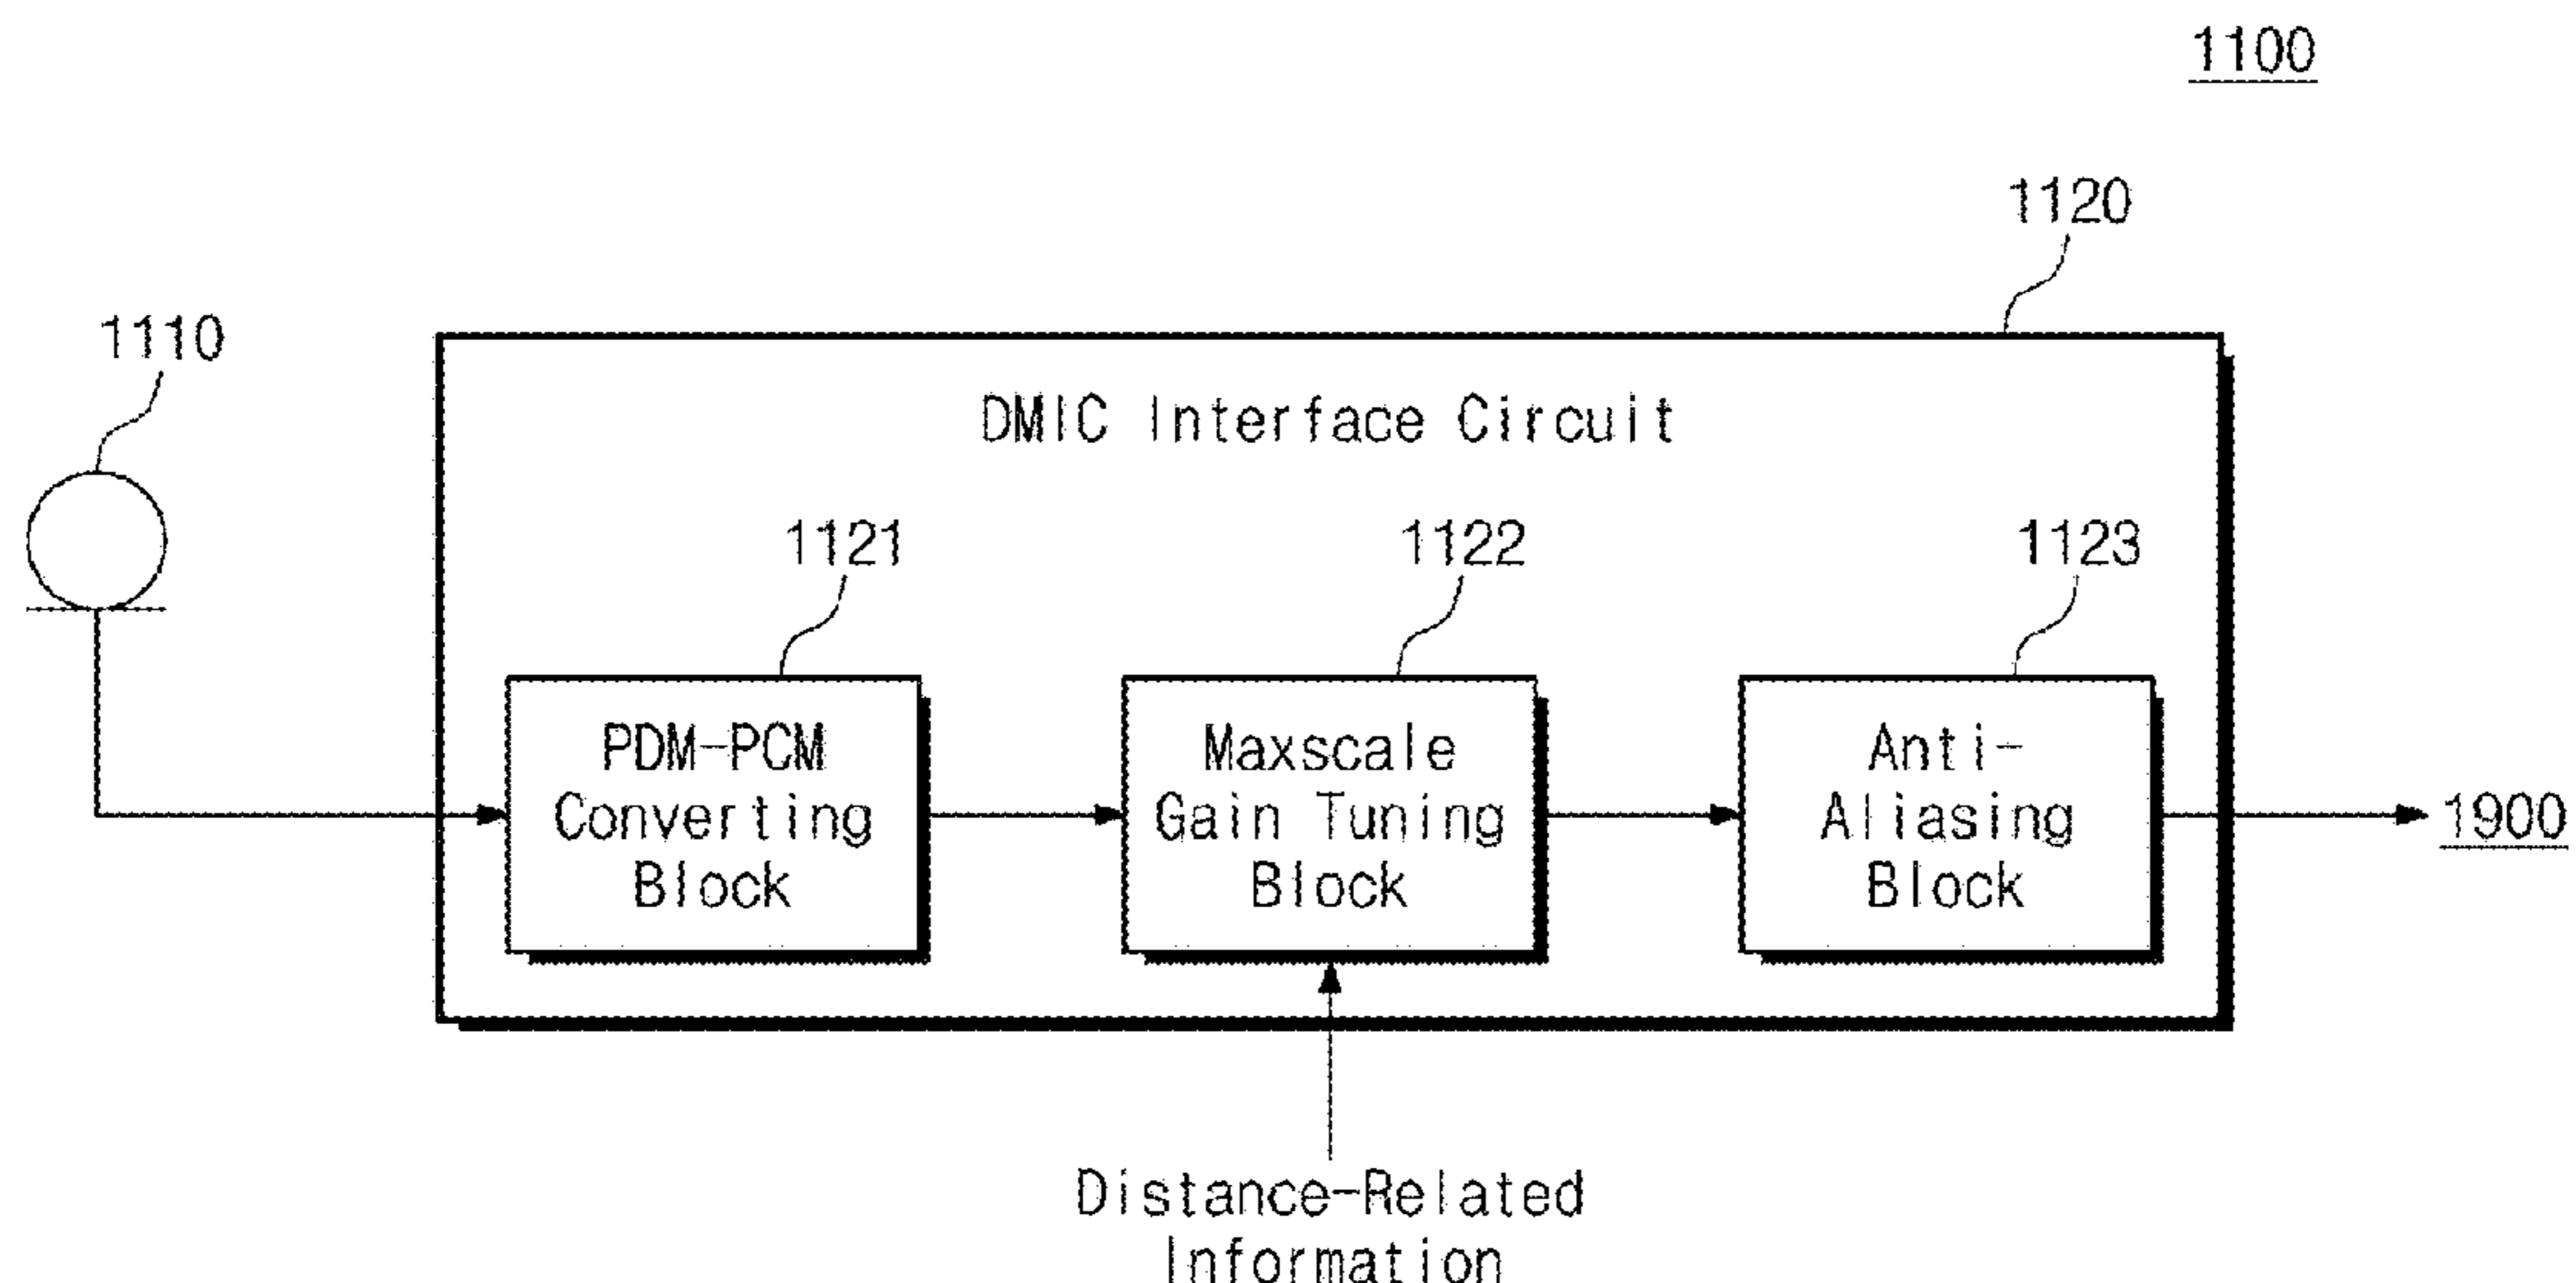 1100
1120
1110
DMIC Interface Circuit
1121
1122
1123
PDM-PCM
Converting
Block
Maxscale
Gain Tuning
Block
Anti-
Aliasing
Block
1900
Distance-Related
Information